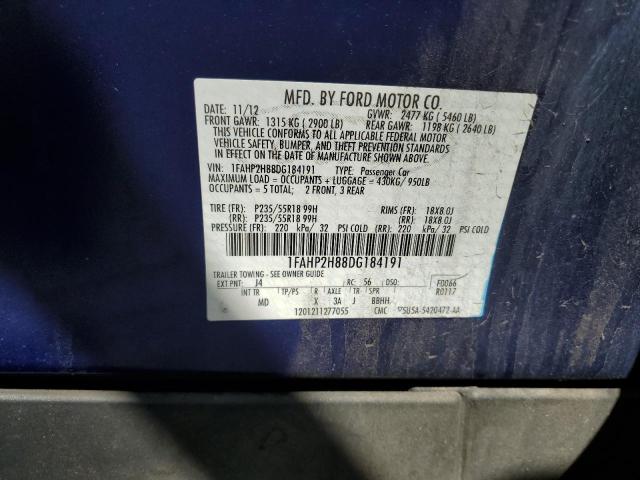 MFD. BY FORD MOTOR CO.
DATE: 11/12 GVWR: 2477 KG ( 5460 LB)
FRONT GAWR: 1315 KG ( 2900 LB) REAR GAWR: 1198 KG ( 2640 LB)
THIS VEHICLE CONFORMS TO ALL APPLICABLE FEDERAL MOTOR
VEHICLE SAFETY, BUMPER, AND THEFT PREVENTION STANDARDS
IN EFFECT ON THE DATE OF MANUFACTURE SHOWN ABOVE.
VIN: 1FAHP2H88DG184191 TYPE: Passenger Car
MAXIMUM LOAD = OCCUPANTS + LUGGAGE = 430KG/ 950LB
OCCUPANTS = 5 TOTAL; 2 FRONT, 3 REAR
TIRE (FR): P235/55R18 99H RIMS (FR): 18X8.0J
(RR): P235/55R18 99H (RR): 18X8.0J
PRESSURE (FR): 220 kPa/ 32 PSI COLD (RR): 220 kPa/ 32 PSI COLD
1FAHP2H88DG184191
TRAILER TOWING - SEE OWNER GUIDE
EXT PNT: J4 RC: 56 DSO: F0066
INT TR TP/PS R AXLE TR SPR R0117
MD X 3A J BBHH
1201211277055 CMC 5U5A-5420472-AA